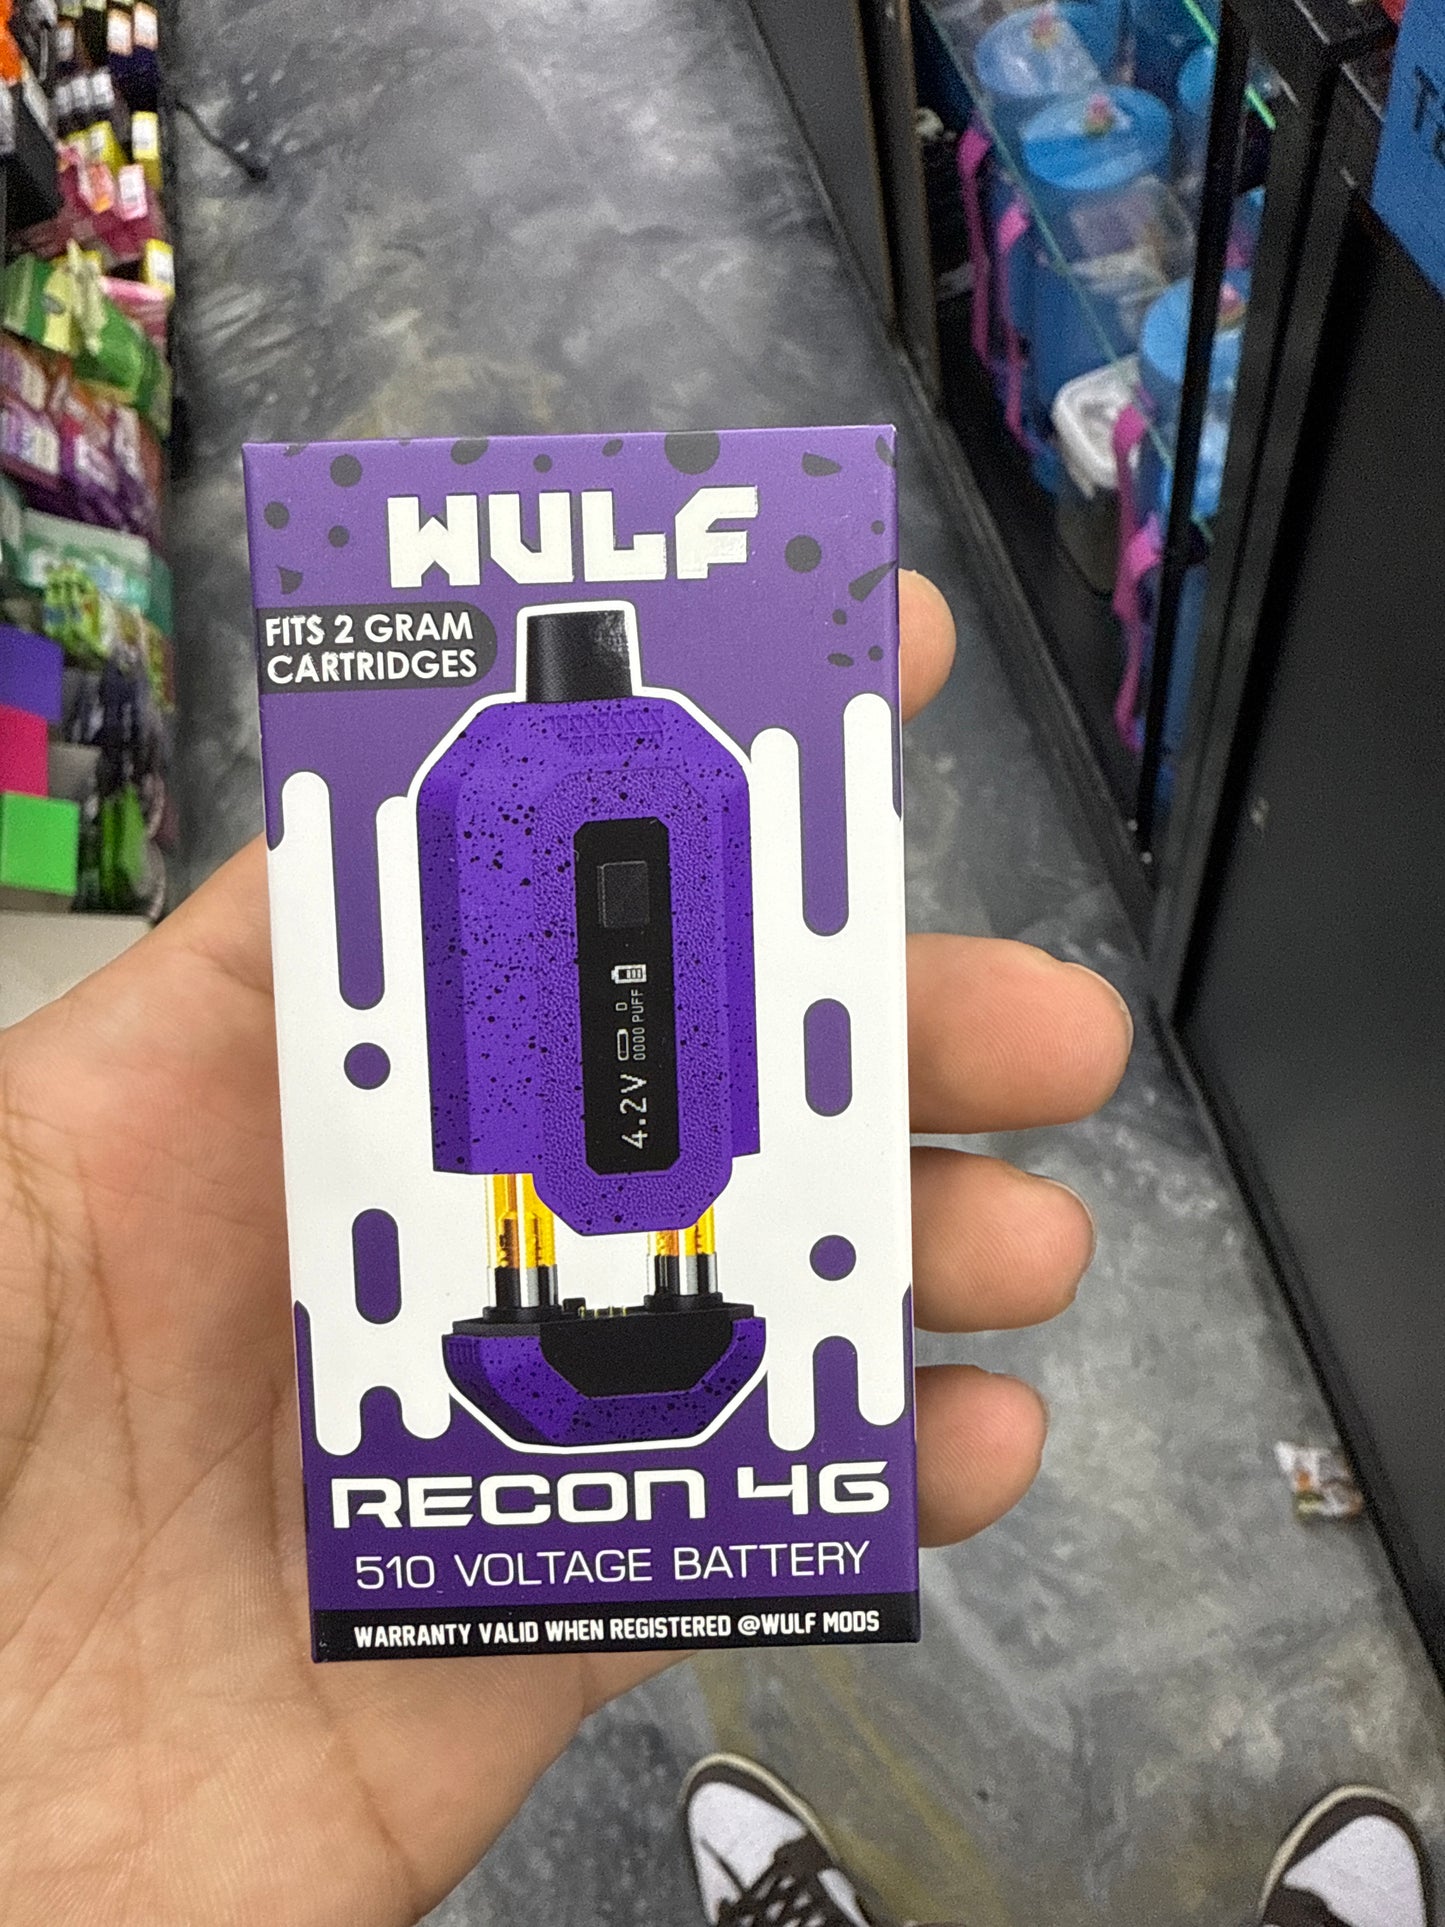 WULF
FITS 2 GRAM
CARTRIDGES
4.2V
D
0000 PUFF
RECON 4G
510 VOLTAGE BATTERY
WARRANTY VALID WHEN REGISTERED @WULF MODS